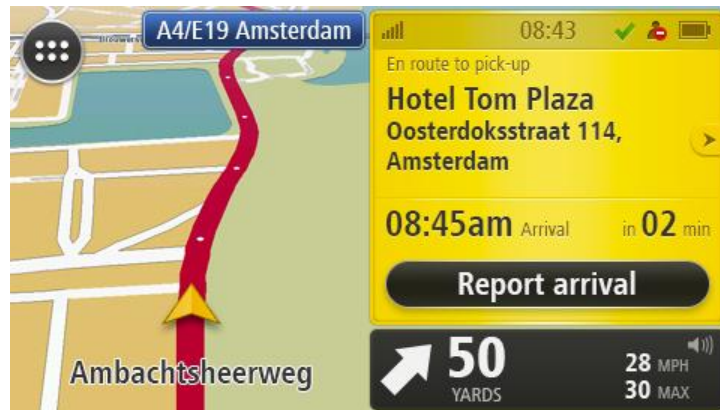 A4/E19 Amsterdam
08:43
En route to pick-up
Hotel Tom Plaza
Oosterdoksstraat 114,
Amsterdam
08:45am Arrival in 02 min
Report arrival
50
YARDS
28 MPH
30 MAX
Ambachtsheerweg